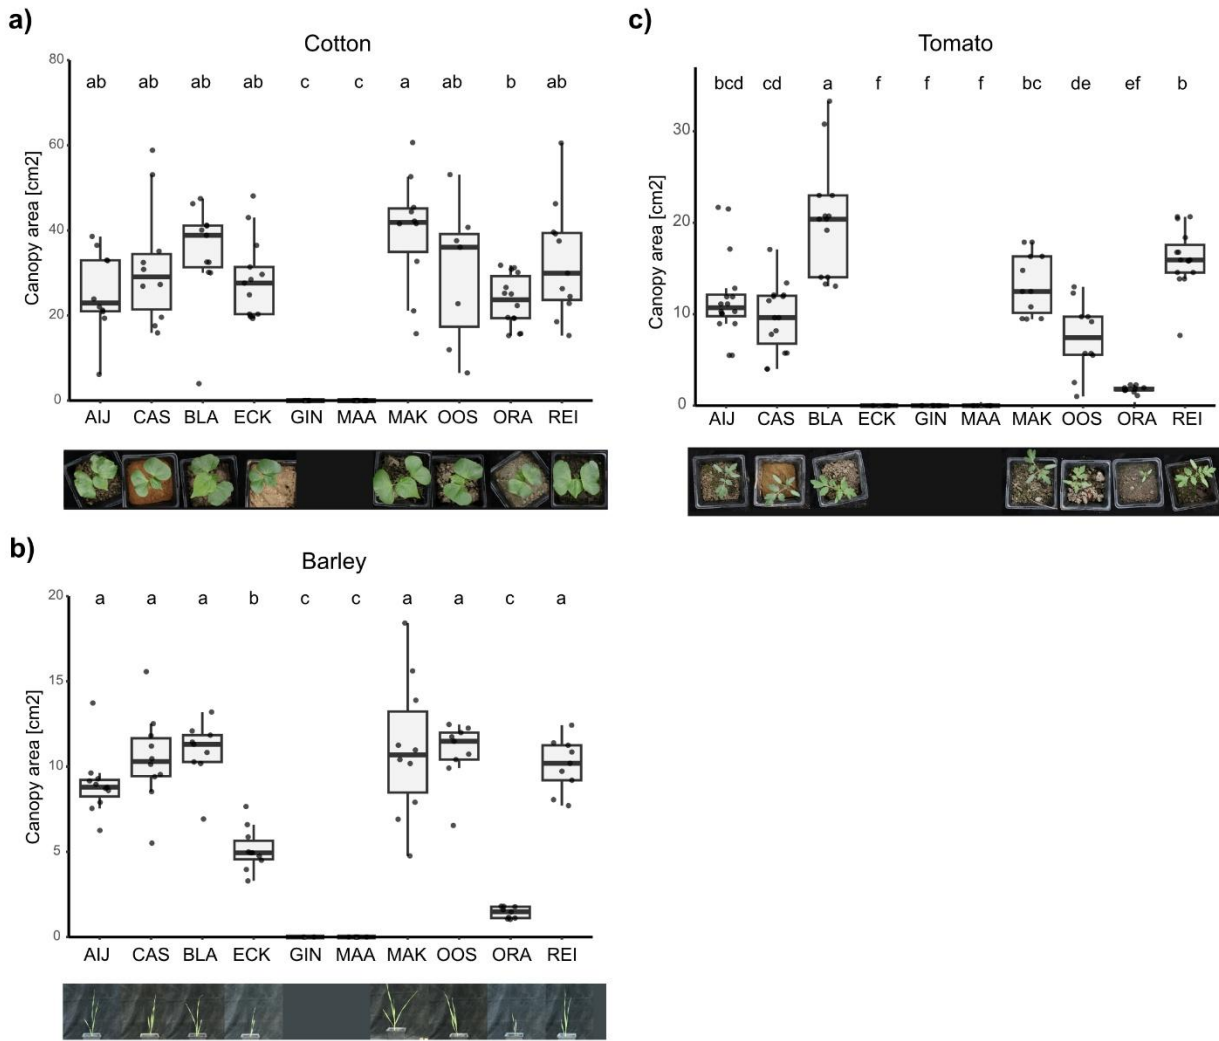 a)
Cotton
80
60
40
20
0
Canopy area [cm2]
ab ab ab ab c c a ab b ab
AIJ CAS BLA ECK GIN MAA MAK OOS ORA REI
b)
Barley
20
15
10
5
0
Canopy area [cm2]
a a a b c c a a c a
AIJ CAS BLA ECK GIN MAA MAK OOS ORA REI
c)
Tomato
30
20
10
0
Canopy area [cm2]
bcd cd a f f f bc de ef b
AIJ CAS BLA ECK GIN MAA MAK OOS ORA REI